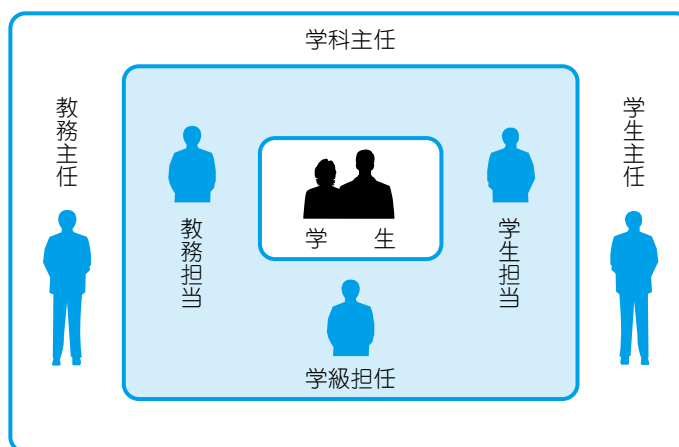 学科主任
教務主任
学生主任
教務担当
学生担当
学 生
学級担任